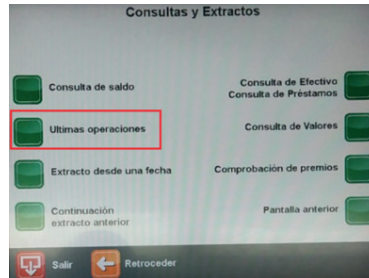 Consultas y Extractos
Consulta de saldo
Consulta de Efectivo
Consulta de Préstamos
Ultimas operaciones
Consulta de Valores
Extracto desde una fecha
Comprobación de premios
Continuación
extracto anterior
Pantalla anterior
Salir
Retroceder